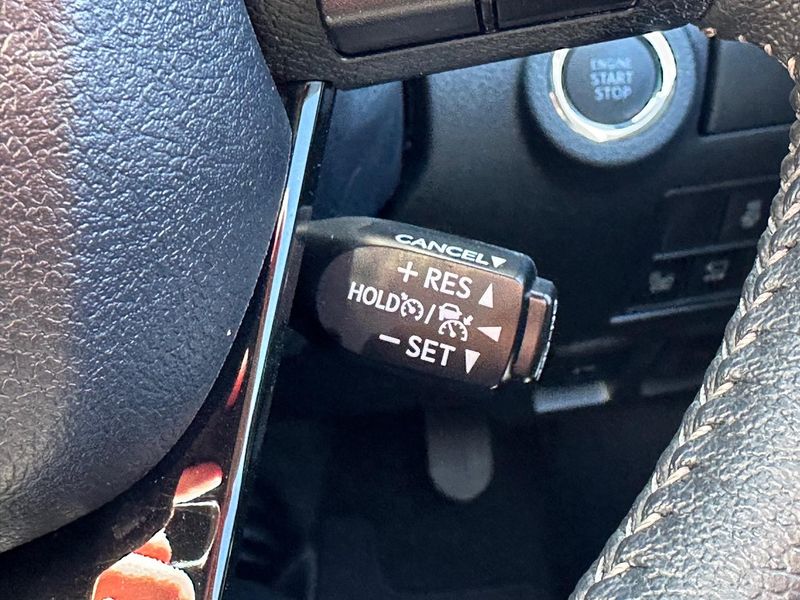 ENGINE
START
STOP
CANCEL▼
+ RES ▲
HOLD /
− SET ▼